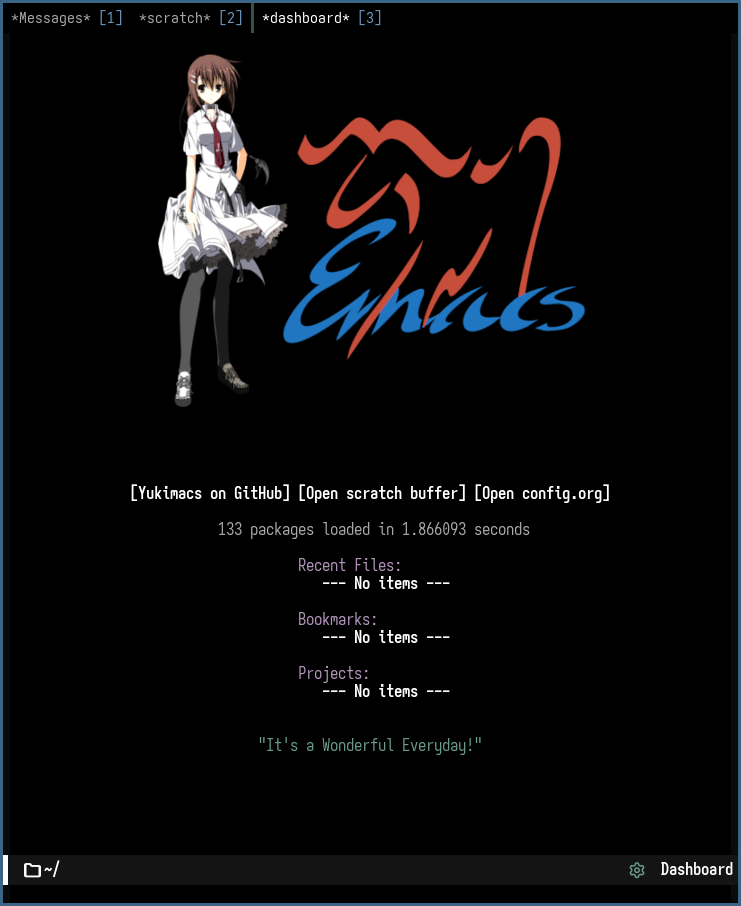 *Messages* [1] *scratch* [2] *dashboard* [3]
Emacs
[Yukimacs on GitHub] [Open scratch buffer] [Open config.org]
133 packages loaded in 1.866093 seconds
Recent Files:
--- No items ---
Bookmarks:
--- No items ---
Projects:
--- No items ---
"It's a Wonderful Everyday!"
~/ Dashboard